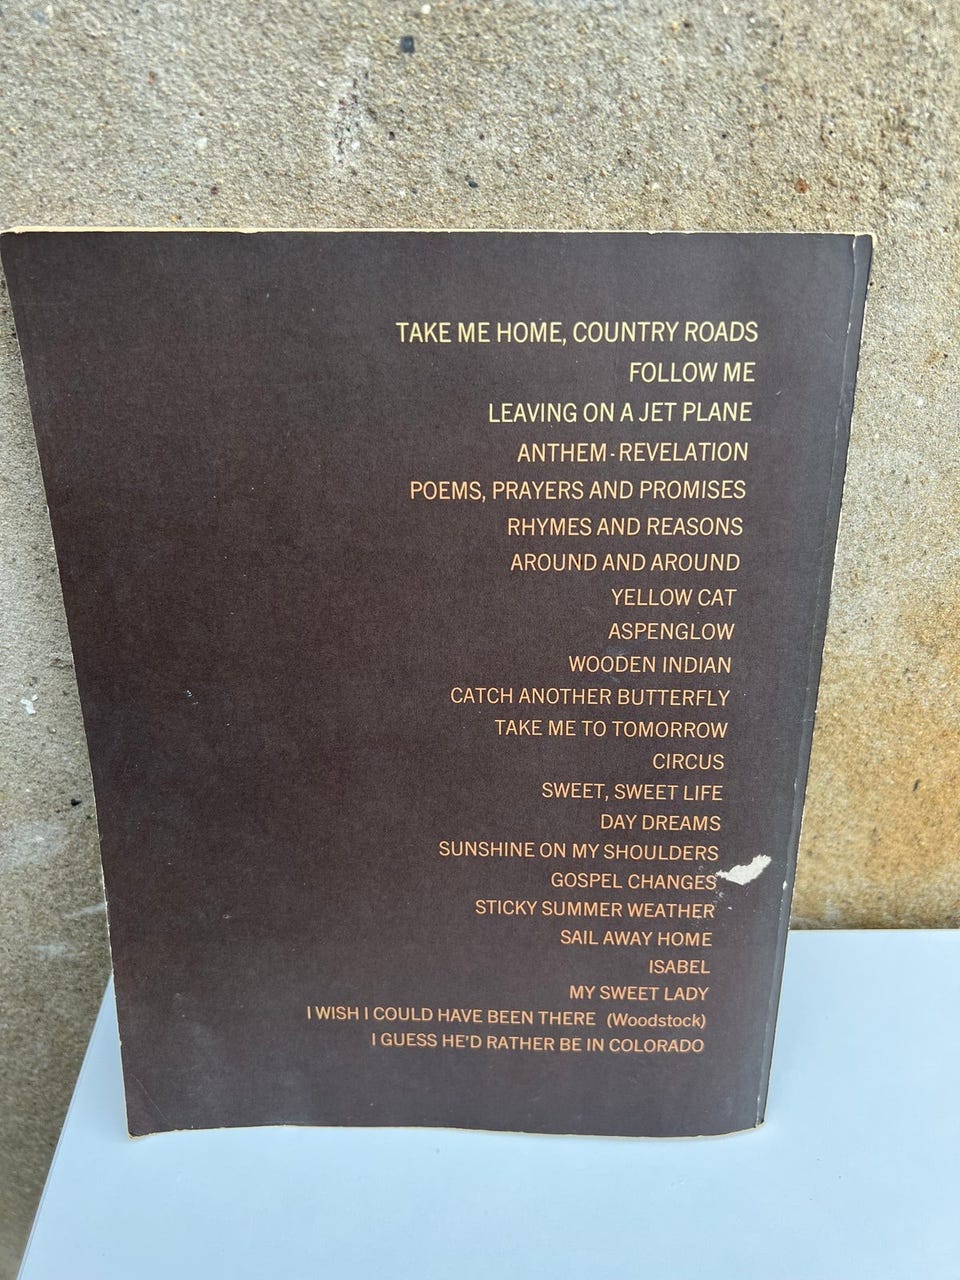 TAKE ME HOME, COUNTRY ROADS
FOLLOW ME
LEAVING ON A JET PLANE
ANTHEM-REVELATION
POEMS, PRAYERS AND PROMISES
RHYMES AND REASONS
AROUND AND AROUND
YELLOW CAT
ASPENGLOW
WOODEN INDIAN
CATCH ANOTHER BUTTERFLY
TAKE ME TO TOMORROW
CIRCUS
SWEET, SWEET LIFE
DAY DREAMS
SUNSHINE ON MY SHOULDERS
GOSPEL CHANGES
STICKY SUMMER WEATHER
SAIL AWAY HOME
ISABEL
MY SWEET LADY
I WISH I COULD HAVE BEEN THERE (Woodstock)
I GUESS HE'D RATHER BE IN COLORADO